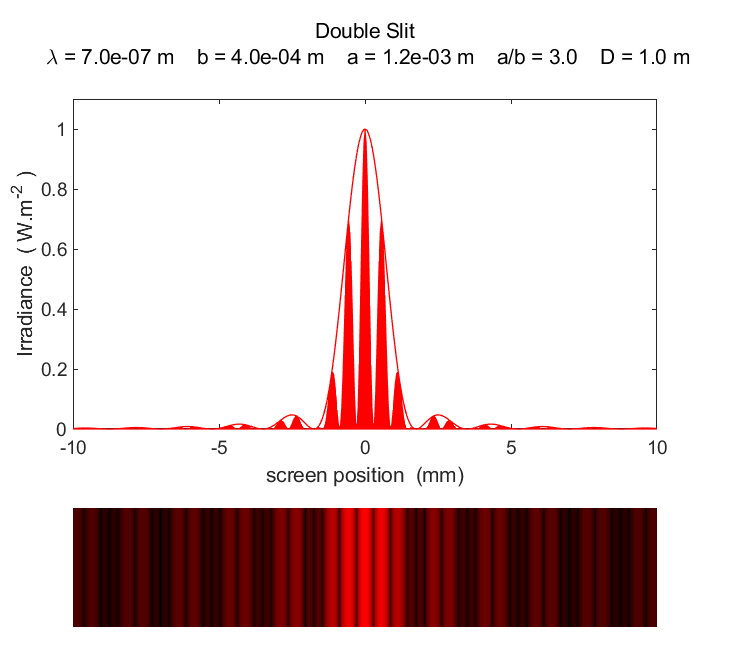 Double Slit
λ = 7.0e-07 m    b = 4.0e-04 m    a = 1.2e-03 m    a/b = 3.0    D = 1.0 m
1
0.8
0.6
0.4
0.2
0
Irradiance ( W.m⁻² )
-10 -5 0 5 10
screen position (mm)